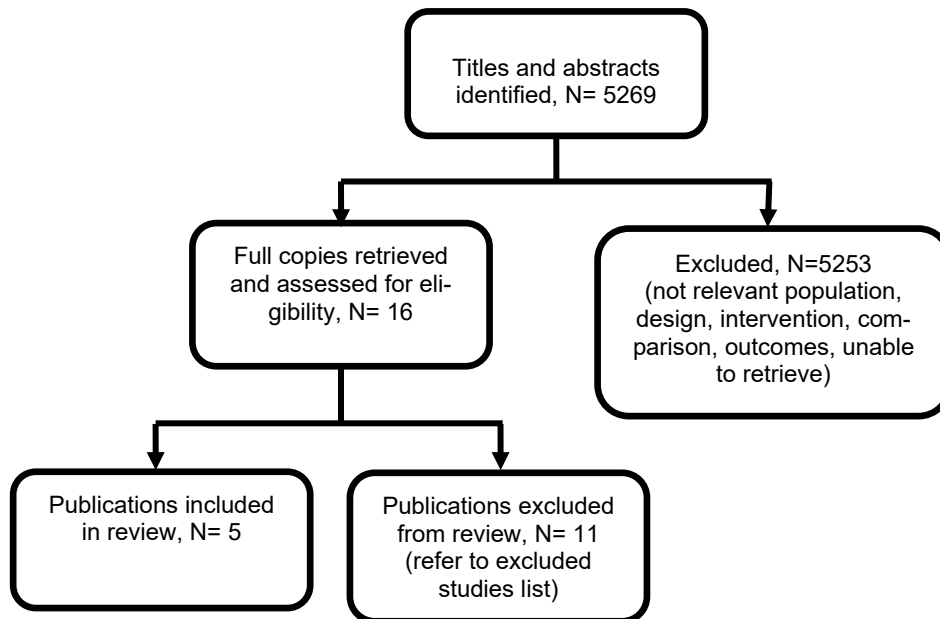 Titles and abstracts
identified, N= 5269
Full copies retrieved
and assessed for eli-
gibility, N= 16
Excluded, N=5253
(not relevant population,
design, intervention, com-
parison, outcomes, unable
to retrieve)
Publications included
in review, N= 5
Publications excluded
from review, N= 11
(refer to excluded
studies list)